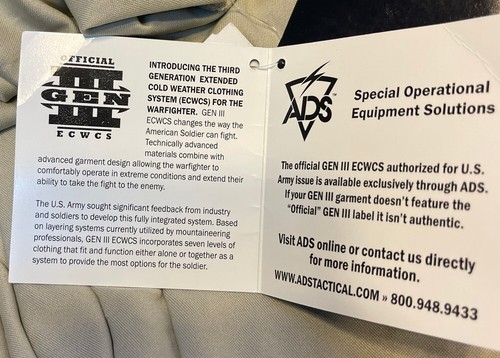 OFFICIAL
III
GEN
ECWCS
INTRODUCING THE THIRD
GENERATION EXTENDED
COLD WEATHER CLOTHING
SYSTEM (ECWCS) FOR THE
WARFIGHTER. GEN III
ECWCS changes the way the
American Soldier can fight.
Technically advanced
materials combine with
advanced garment design allowing the warfighter to
comfortably operate in extreme conditions and extend their
ability to take the fight to the enemy.
The U.S. Army sought significant feedback from industry
and soldiers to develop this fully integrated system. Based
on layering systems currently utilized by mountaineering
professionals, GEN III ECWCS incorporates seven levels of
clothing that fit and function either alone or together as a
system to provide the most options for the soldier.
ADS
Special Operational
Equipment Solutions
The official GEN III ECWCS authorized for U.S.
Army issue is available exclusively through ADS.
If your GEN III garment doesn't feature the
"Official" GEN III label it isn't authentic.
Visit ADS online or contact us directly
for more information.
WWW.ADSTACTICAL.COM » 800.948.9433